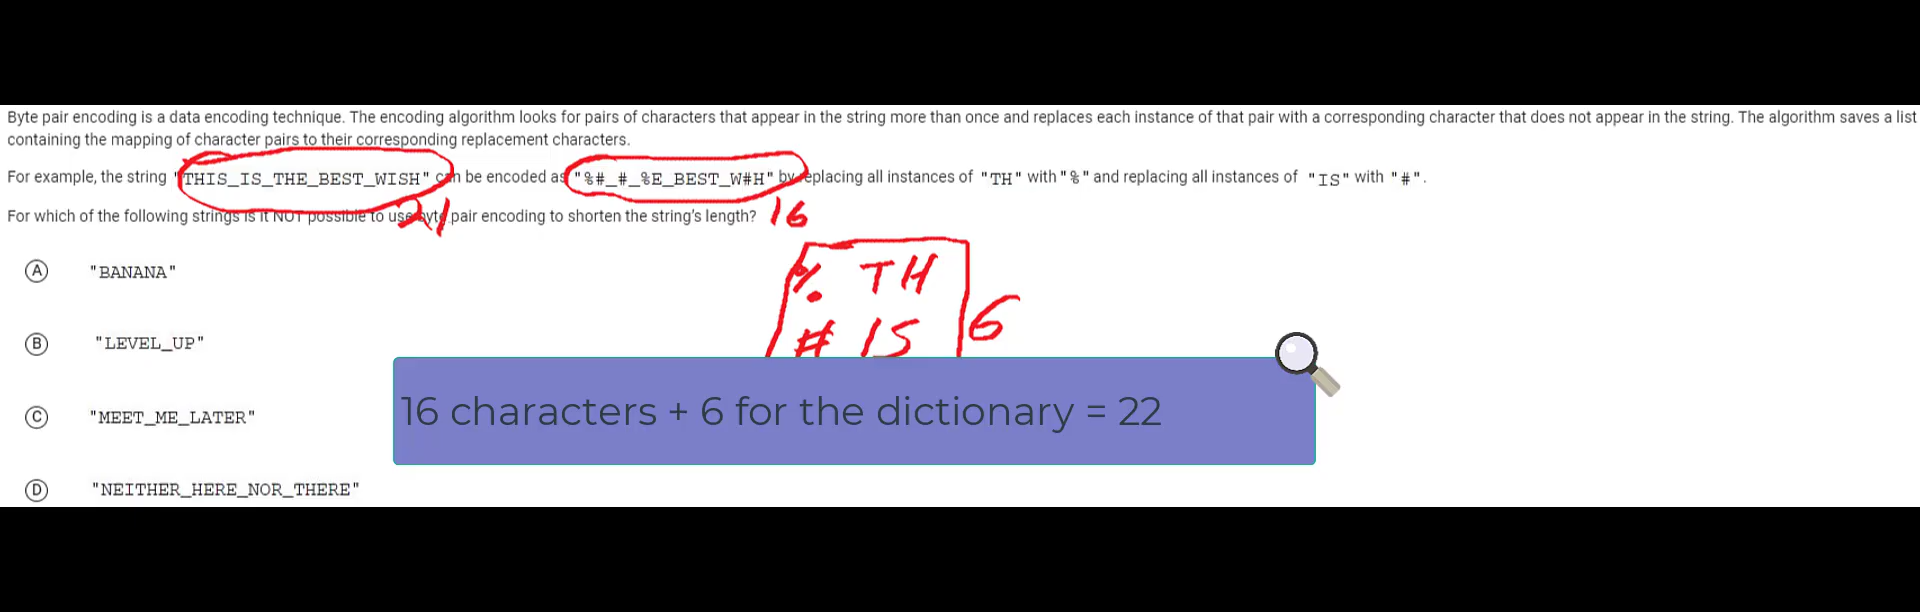 Byte pair encoding is a data encoding technique. The encoding algorithm looks for pairs of characters that appear in the string more than once and replaces each instance of that pair with a corresponding character that does not appear in the string. The algorithm saves a list
containing the mapping of character pairs to their corresponding replacement characters.
For example, the string "THIS_IS_THE_BEST_WISH" can be encoded as "%#_#_%E_BEST_W#H" by replacing all instances of "TH" with "%" and replacing all instances of "IS" with "#".
For which of the following strings is it NOT possible to use byte pair encoding to shorten the string's length?
21
16
A "BANANA"
% TH
6
# IS
B "LEVEL_UP"
16 characters + 6 for the dictionary = 22
C "MEET_ME_LATER"
D "NEITHER_HERE_NOR_THERE"